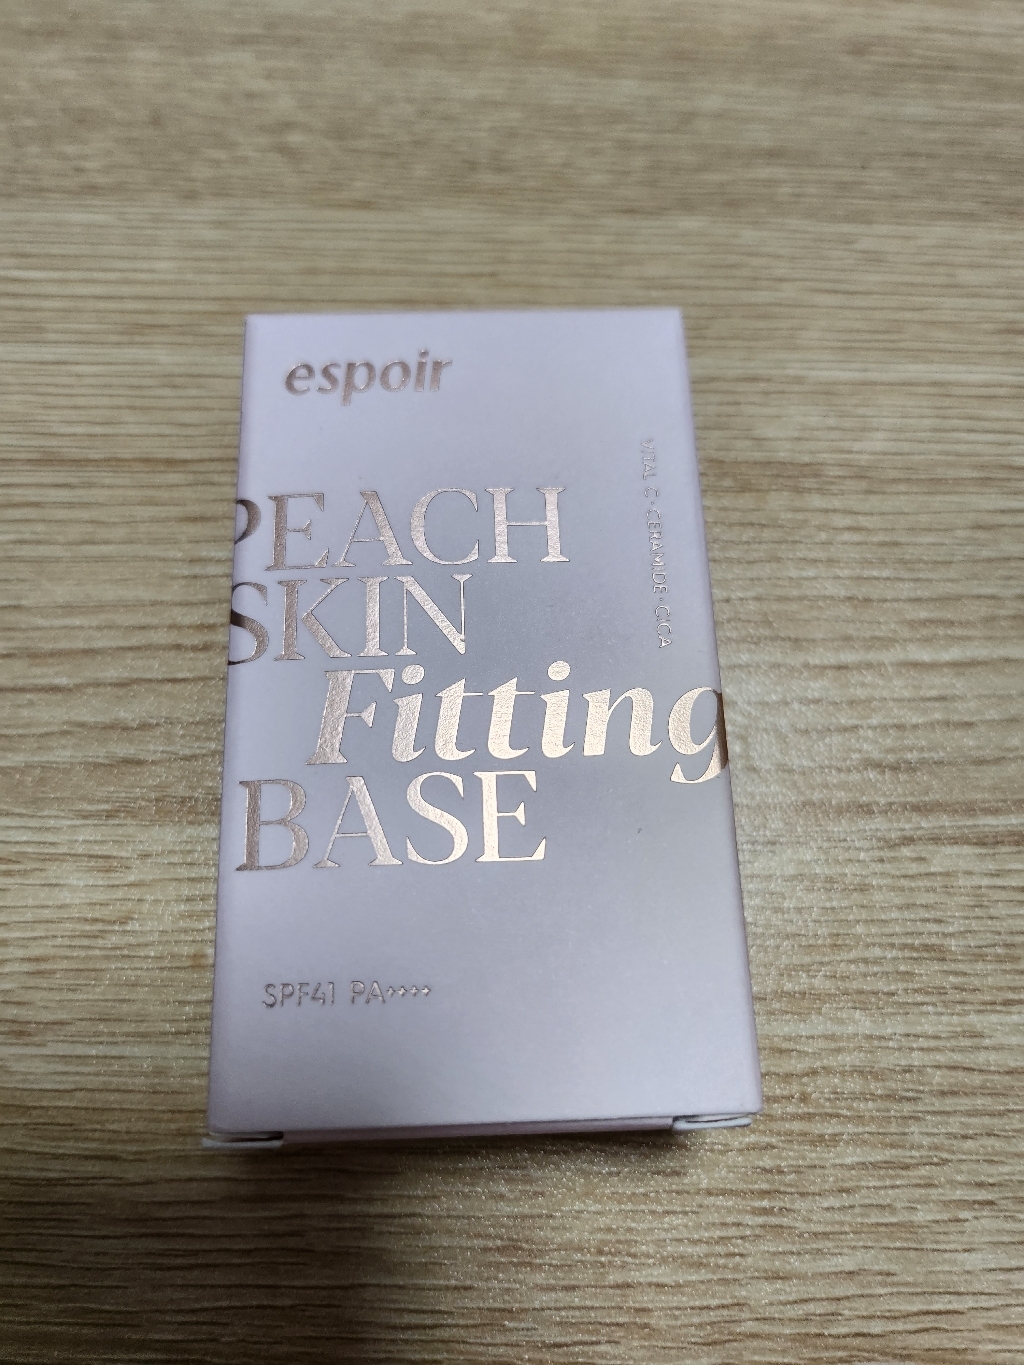 espoir
VITAL C · CERAMIDE · CICA
PEACH
SKIN
Fitting
BASE
SPF41 PA++++